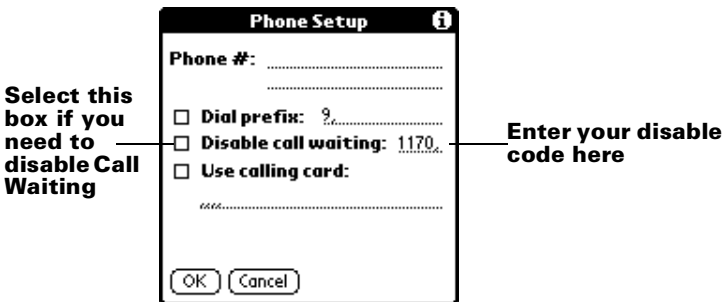 Phone Setup
Phone #:
Select this
box if you
need to
disable Call
Waiting
Dial prefix: 9,
Disable call waiting: 1170,
Use calling card:
,,,,
Enter your disable
code here
OK Cancel